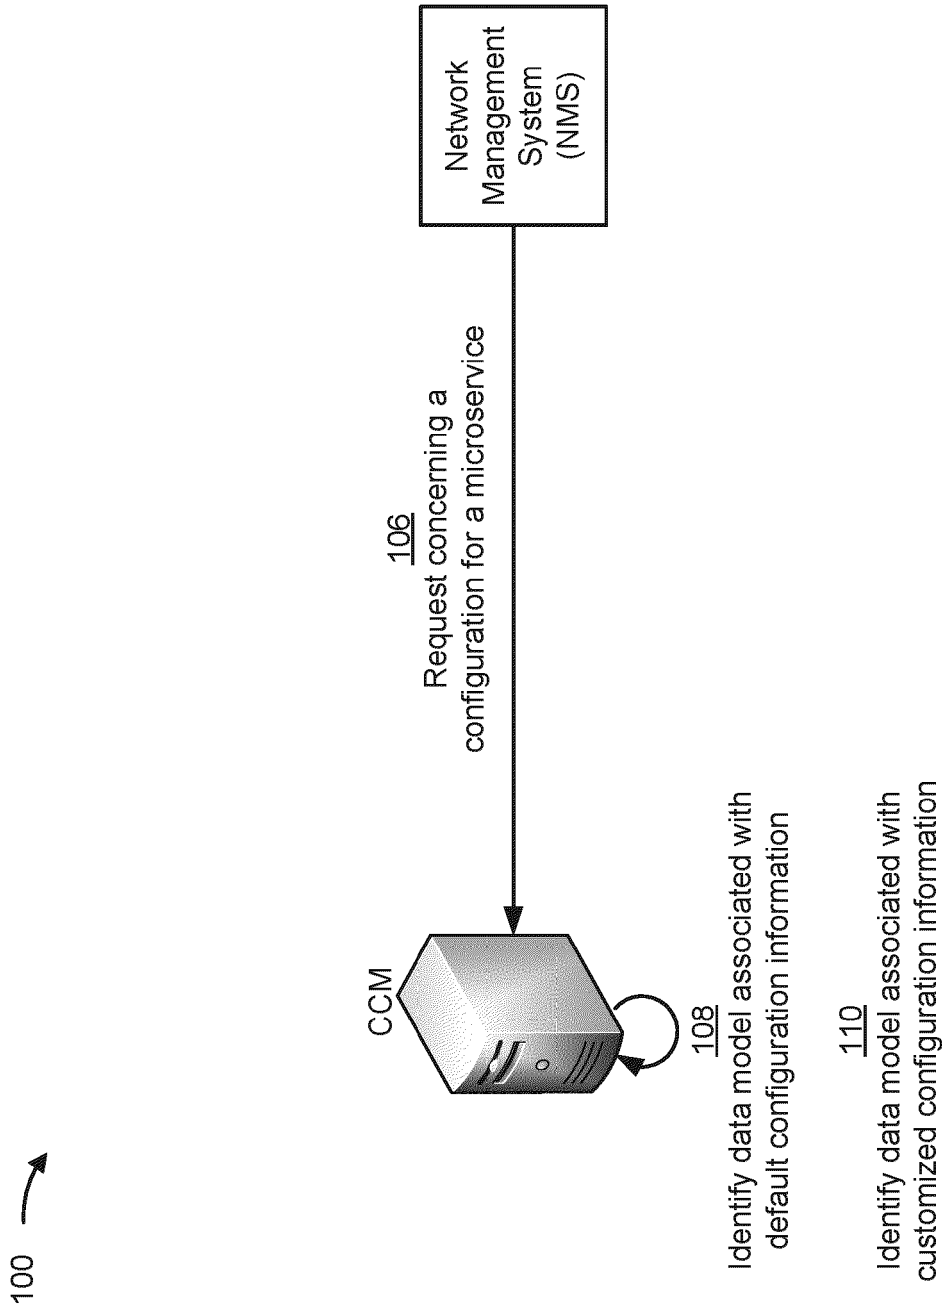 100
CCM
106
Request concerning a
configuration for a microservice
Network
Management
System
(NMS)
108
Identify data model associated with
default configuration information
110
Identify data model associated with
customized configuration information